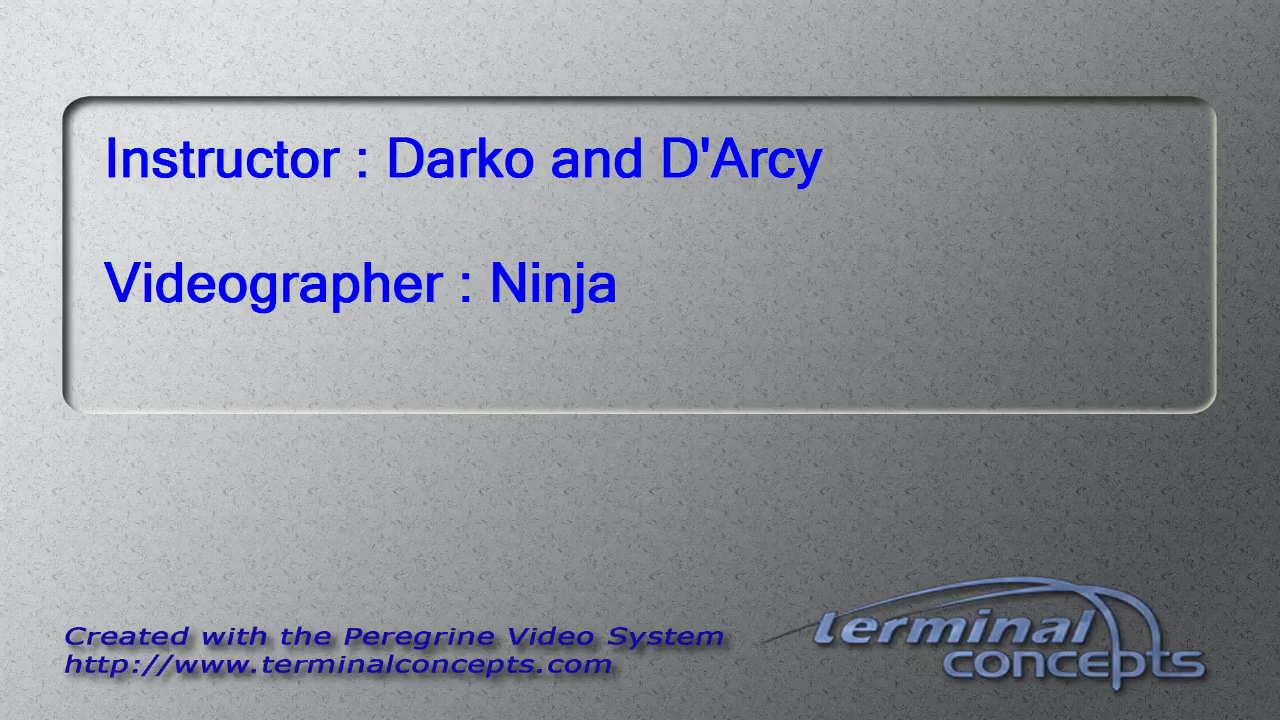 Instructor : Darko and D'Arcy
Videographer : Ninja
Created with the Peregrine Video System
http://www.terminalconcepts.com
terminal
concepts